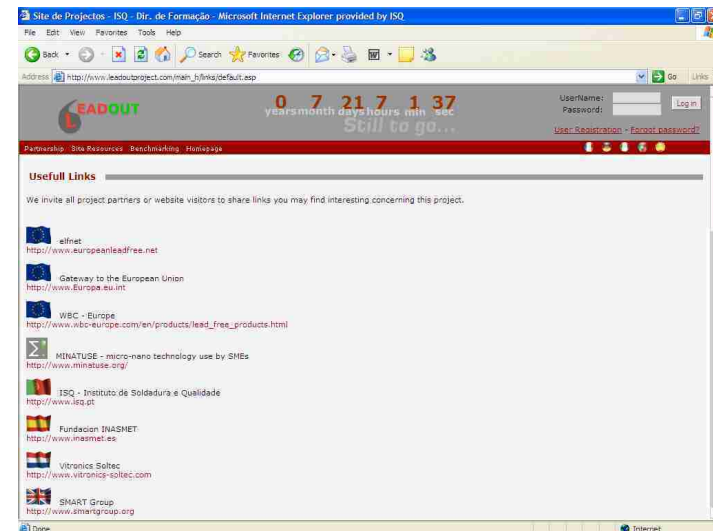 Site de Projectos - ISQ - Dir. de Formação - Microsoft Internet Explorer provided by ISQ
File Edit View Favorites Tools Help
Back Search Favorites
Address http://www.leadoutproject.com/main_h/links/default.asp Go Links
LEADOUT
0 7 21 7 1 37
years month days hours min sec
Still to go...
UserName:
Password:
Log in
User Registration - Forgot password?
Partnership Site Resources Benchmarking Homepage
Usefull Links
We invite all project partners or website visitors to share links you may find interesting concerning this project.
elfnet
http://www.europeanleadfree.net
Gateway to the European Union
http://www.Europa.eu.int
WBC - Europe
http://www.wbc-europe.com/en/products/lead_free_products.html
MINATUSE - micro-nano technology use by SMEs
http://www.minatuse.org/
ISQ - Instituto de Soldadura e Qualidade
http://www.isq.pt
Fundacion INASMET
http://www.inasmet.es
Vitronics Soltec
http://www.vitronics-soltec.com
SMART Group
http://www.smartgroup.org
Done Internet